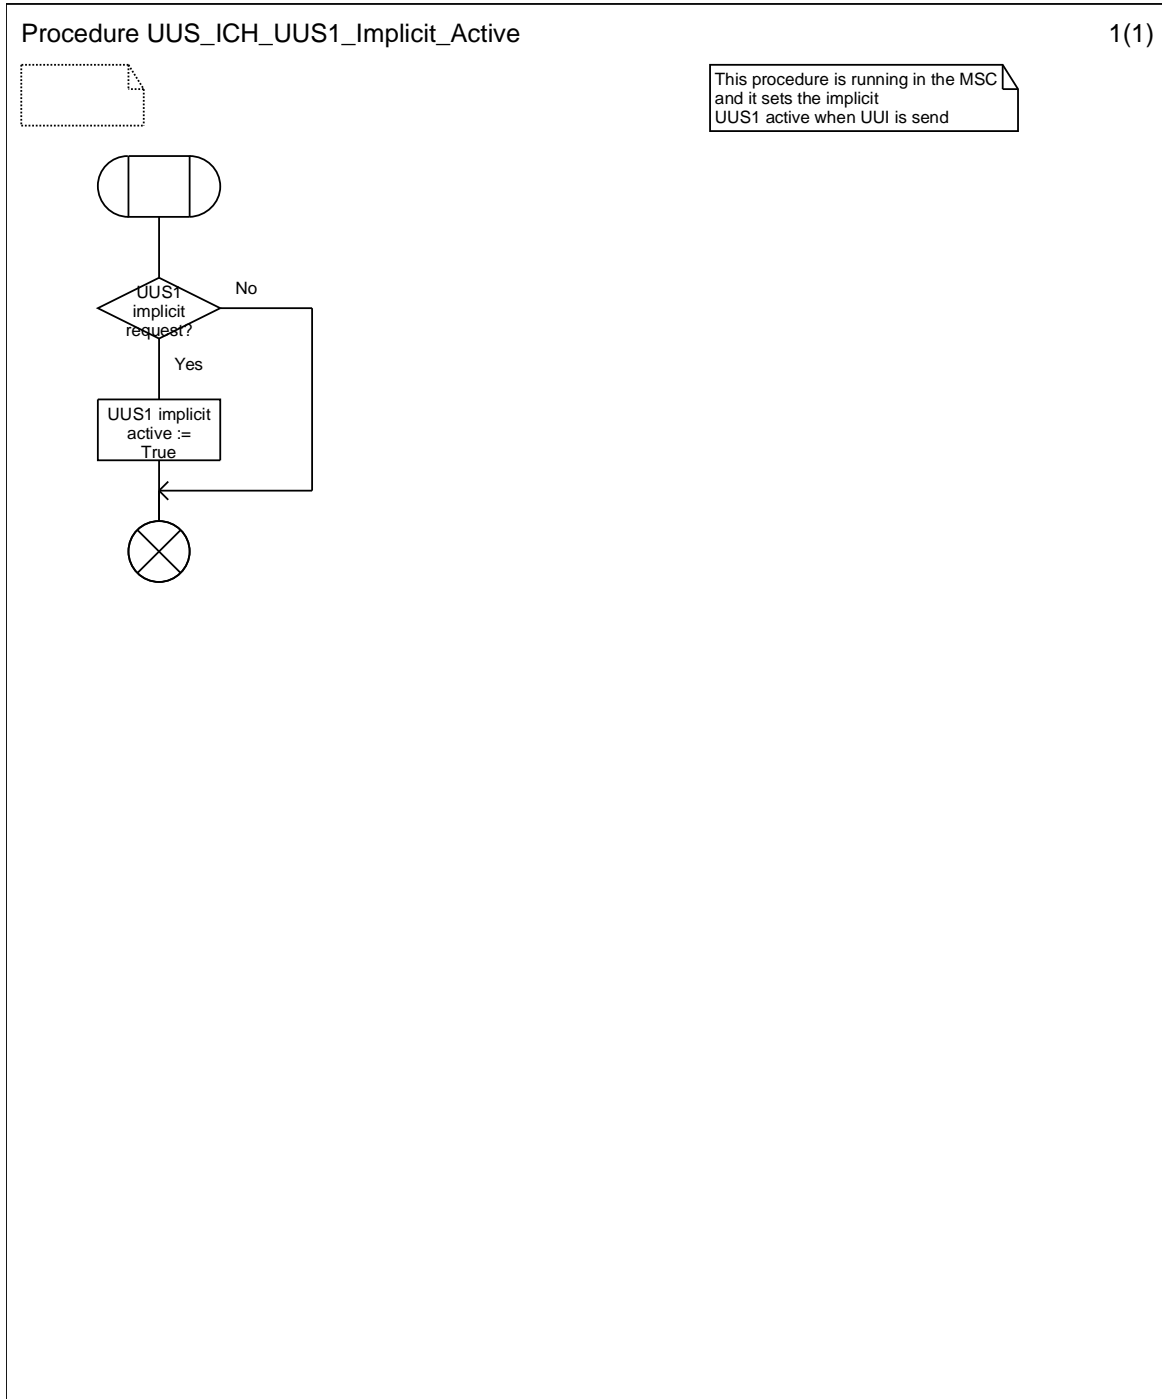 Procedure UUS_ICH_UUS1_Implicit_Active
1(1)
This procedure is running in the MSC
and it sets the implicit
UUS1 active when UUI is send
UUS1
implicit
request?
No
Yes
UUS1 implicit
active :=
True